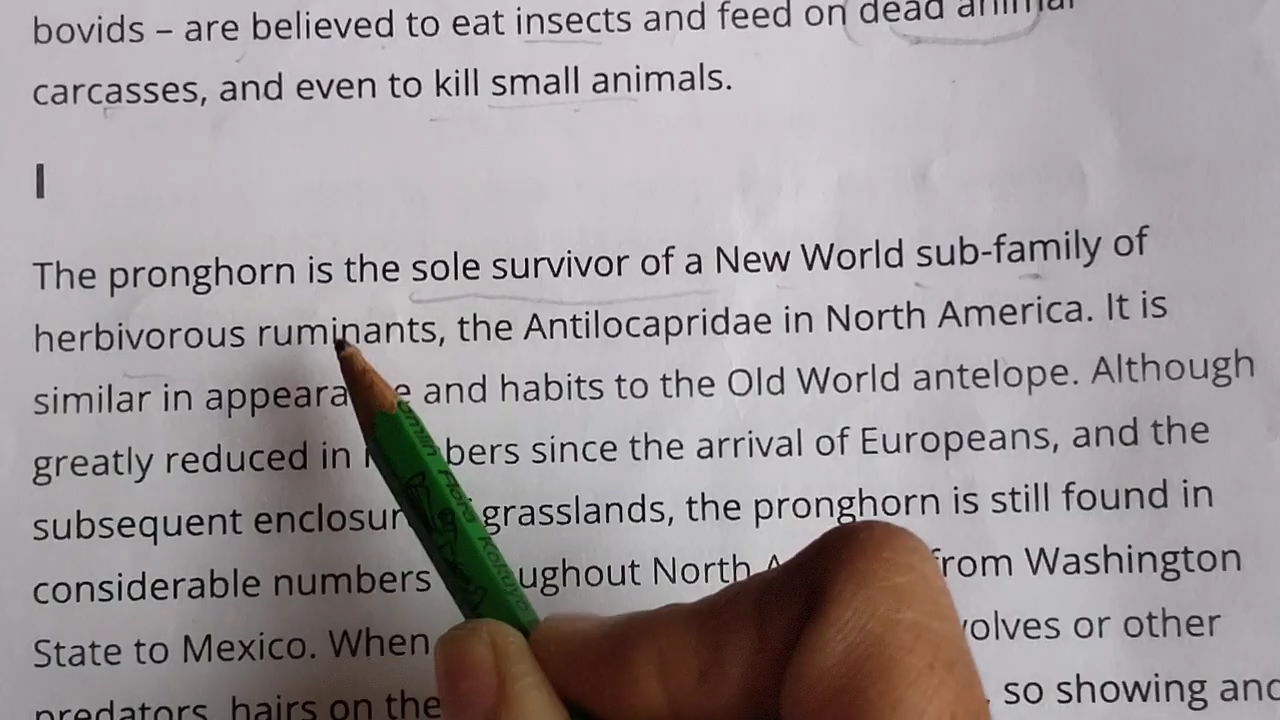 bovids – are believed to eat insects and feed on dead animal
carcasses, and even to kill small animals.
I
The pronghorn is the sole survivor of a New World sub-family of
herbivorous ruminants, the Antilocapridae in North America. It is
similar in appearance and habits to the Old World antelope. Although
greatly reduced in numbers since the arrival of Europeans, and the
subsequent enclosure grasslands, the pronghorn is still found in
considerable numbers throughout North from Washington
State to Mexico. When wolves or other
predators, hairs on the so showing and
Kokuyo